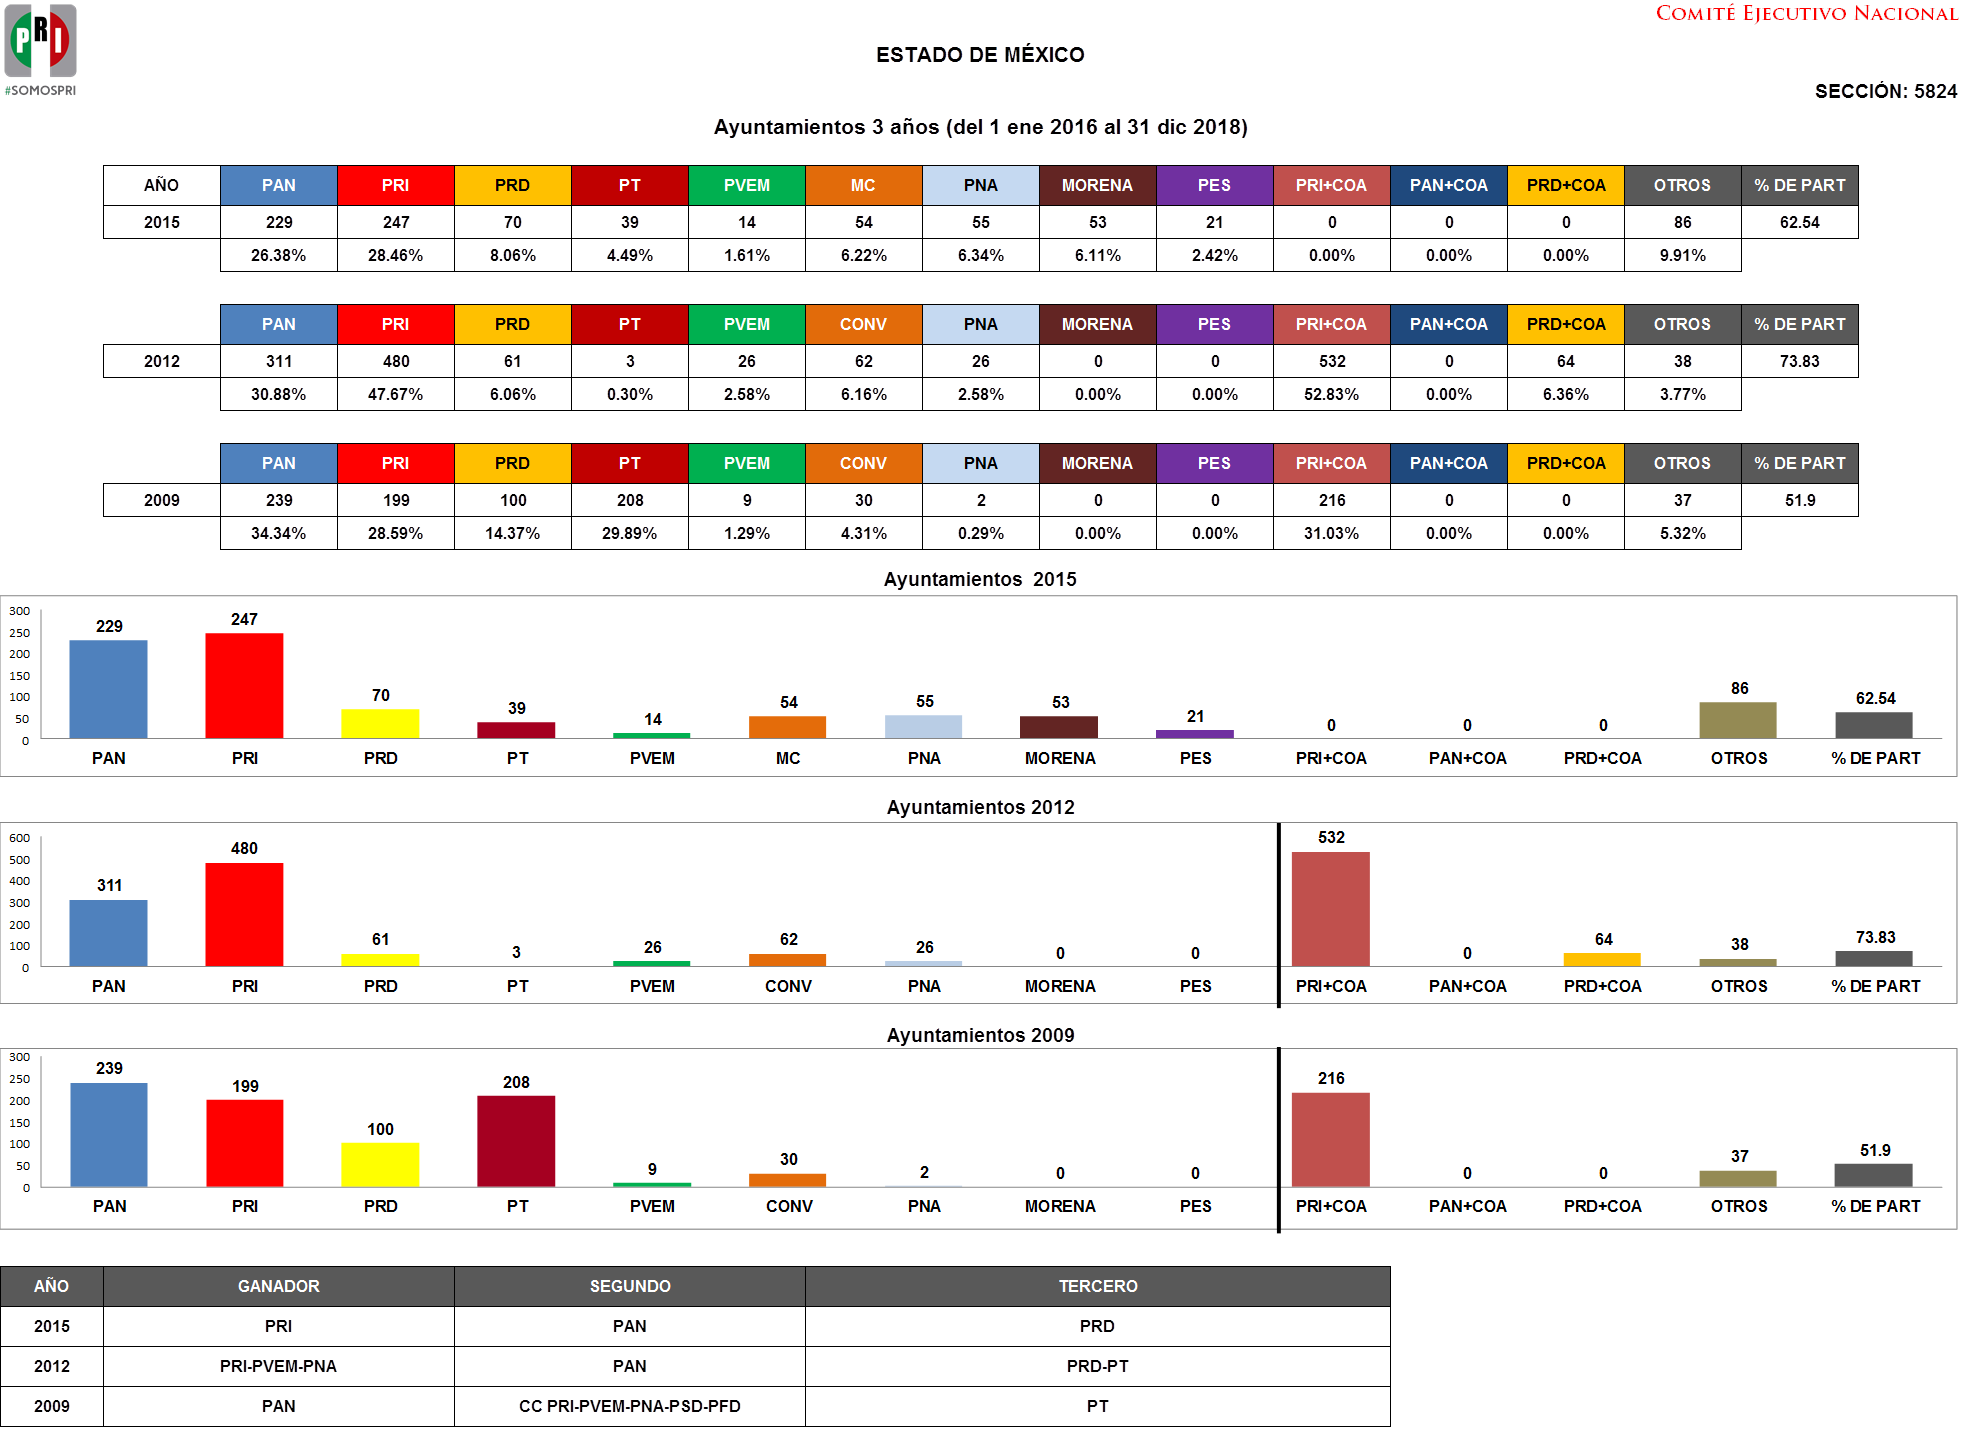 COMITÉ EJECUTIVO NACIONAL
PRI
#SOMOSPRI
ESTADO DE MÉXICO
SECCIÓN: 5824
Ayuntamientos 3 años (del 1 ene 2016 al 31 dic 2018)
AÑO PAN PRI PRD PT PVEM MC PNA MORENA PES PRI+COA PAN+COA PRD+COA OTROS % DE PART
2015 229 247 70 39 14 54 55 53 21 0 0 0 86 62.54
26.38% 28.46% 8.06% 4.49% 1.61% 6.22% 6.34% 6.11% 2.42% 0.00% 0.00% 0.00% 9.91%
PAN PRI PRD PT PVEM CONV PNA MORENA PES PRI+COA PAN+COA PRD+COA OTROS % DE PART
2012 311 480 61 3 26 62 26 0 0 532 0 64 38 73.83
30.88% 47.67% 6.06% 0.30% 2.58% 6.16% 2.58% 0.00% 0.00% 52.83% 0.00% 6.36% 3.77%
PAN PRI PRD PT PVEM CONV PNA MORENA PES PRI+COA PAN+COA PRD+COA OTROS % DE PART
2009 239 199 100 208 9 30 2 0 0 216 0 0 37 51.9
34.34% 28.59% 14.37% 29.89% 1.29% 4.31% 0.29% 0.00% 0.00% 31.03% 0.00% 0.00% 5.32%
Ayuntamientos 2015
300
250
200
150
100
50
0
229 247 70 39 14 54 55 53 21 0 0 0 86 62.54
PAN PRI PRD PT PVEM MC PNA MORENA PES PRI+COA PAN+COA PRD+COA OTROS % DE PART
Ayuntamientos 2012
600
500
400
300
200
100
0
311 480 61 3 26 62 26 0 0 532 0 64 38 73.83
PAN PRI PRD PT PVEM CONV PNA MORENA PES PRI+COA PAN+COA PRD+COA OTROS % DE PART
Ayuntamientos 2009
300
250
200
150
100
50
0
239 199 100 208 9 30 2 0 0 216 0 0 37 51.9
PAN PRI PRD PT PVEM CONV PNA MORENA PES PRI+COA PAN+COA PRD+COA OTROS % DE PART
AÑO GANADOR SEGUNDO TERCERO
2015 PRI PAN PRD
2012 PRI-PVEM-PNA PAN PRD-PT
2009 PAN CC PRI-PVEM-PNA-PSD-PFD PT